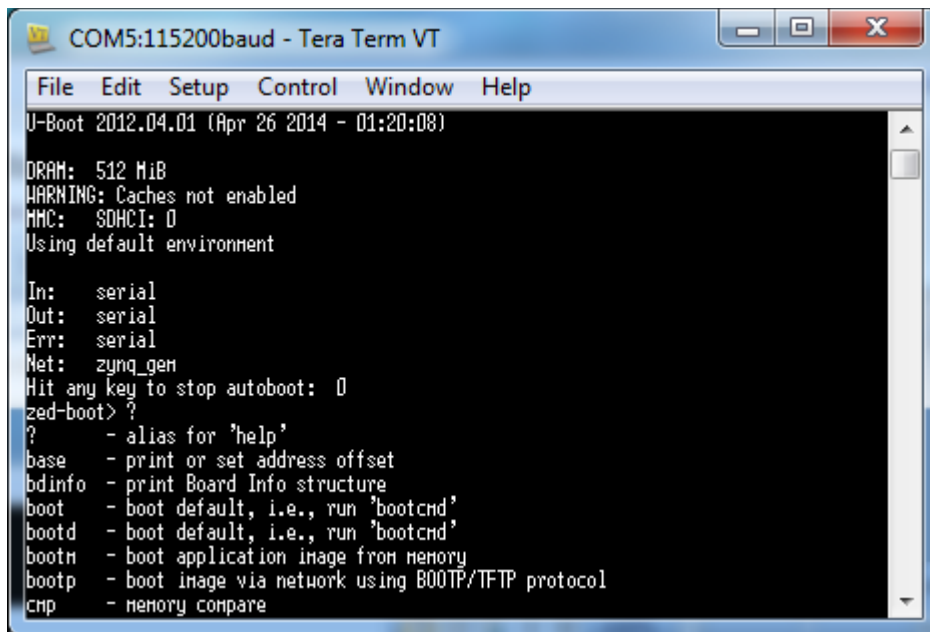 COM5:115200baud - Tera Term VT
File Edit Setup Control Window Help
U-Boot 2012.04.01 (Apr 26 2014 - 01:20:08)
DRAM: 512 MiB
WARNING: Caches not enabled
MMC: SDHCI: 0
Using default environment
In: serial
Out: serial
Err: serial
Net: zynq_gem
Hit any key to stop autoboot: 0
zed-boot> ?
? - alias for 'help'
base - print or set address offset
bdinfo - print Board Info structure
boot - boot default, i.e., run 'bootcmd'
bootd - boot default, i.e., run 'bootcmd'
bootm - boot application image from memory
bootp - boot image via network using BOOTP/TFTP protocol
cmp - memory compare